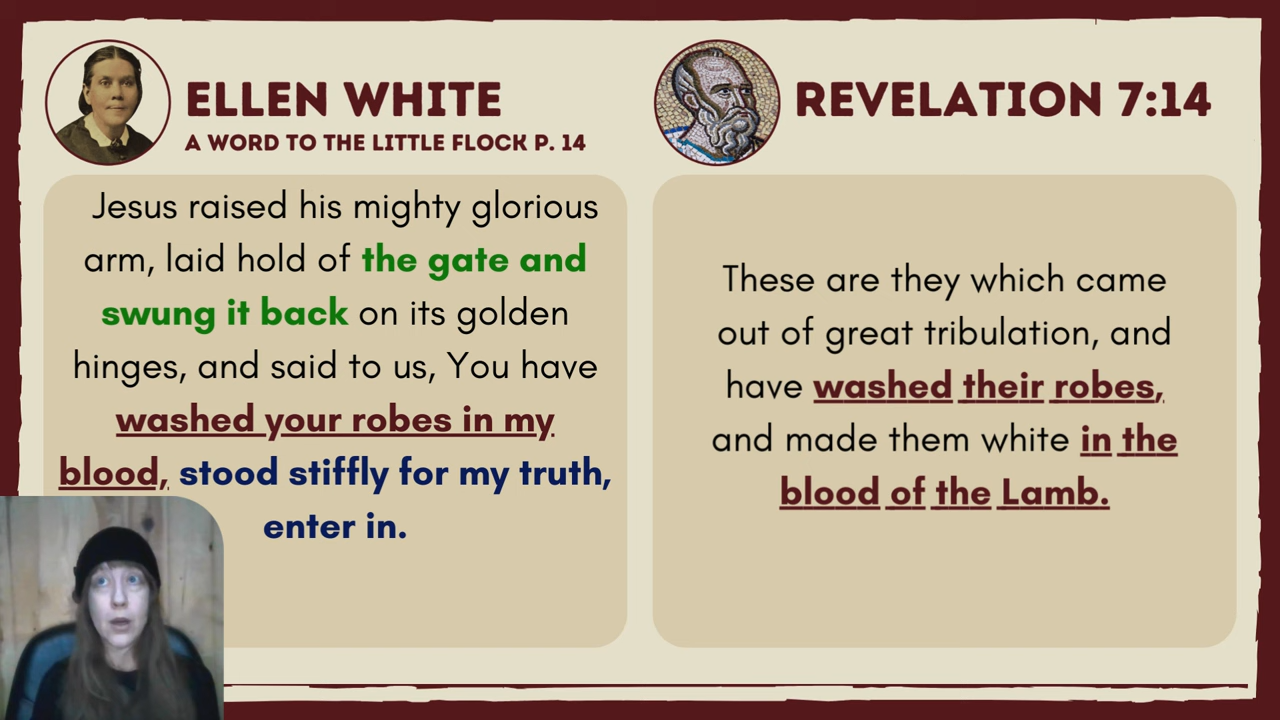 ELLEN WHITE
A WORD TO THE LITTLE FLOCK P. 14
Jesus raised his mighty glorious
arm, laid hold of the gate and
swung it back on its golden
hinges, and said to us, You have
washed your robes in my
blood, stood stiffly for my truth,
enter in.
REVELATION 7:14
These are they which came
out of great tribulation, and
have washed their robes,
and made them white in the
blood of the Lamb.